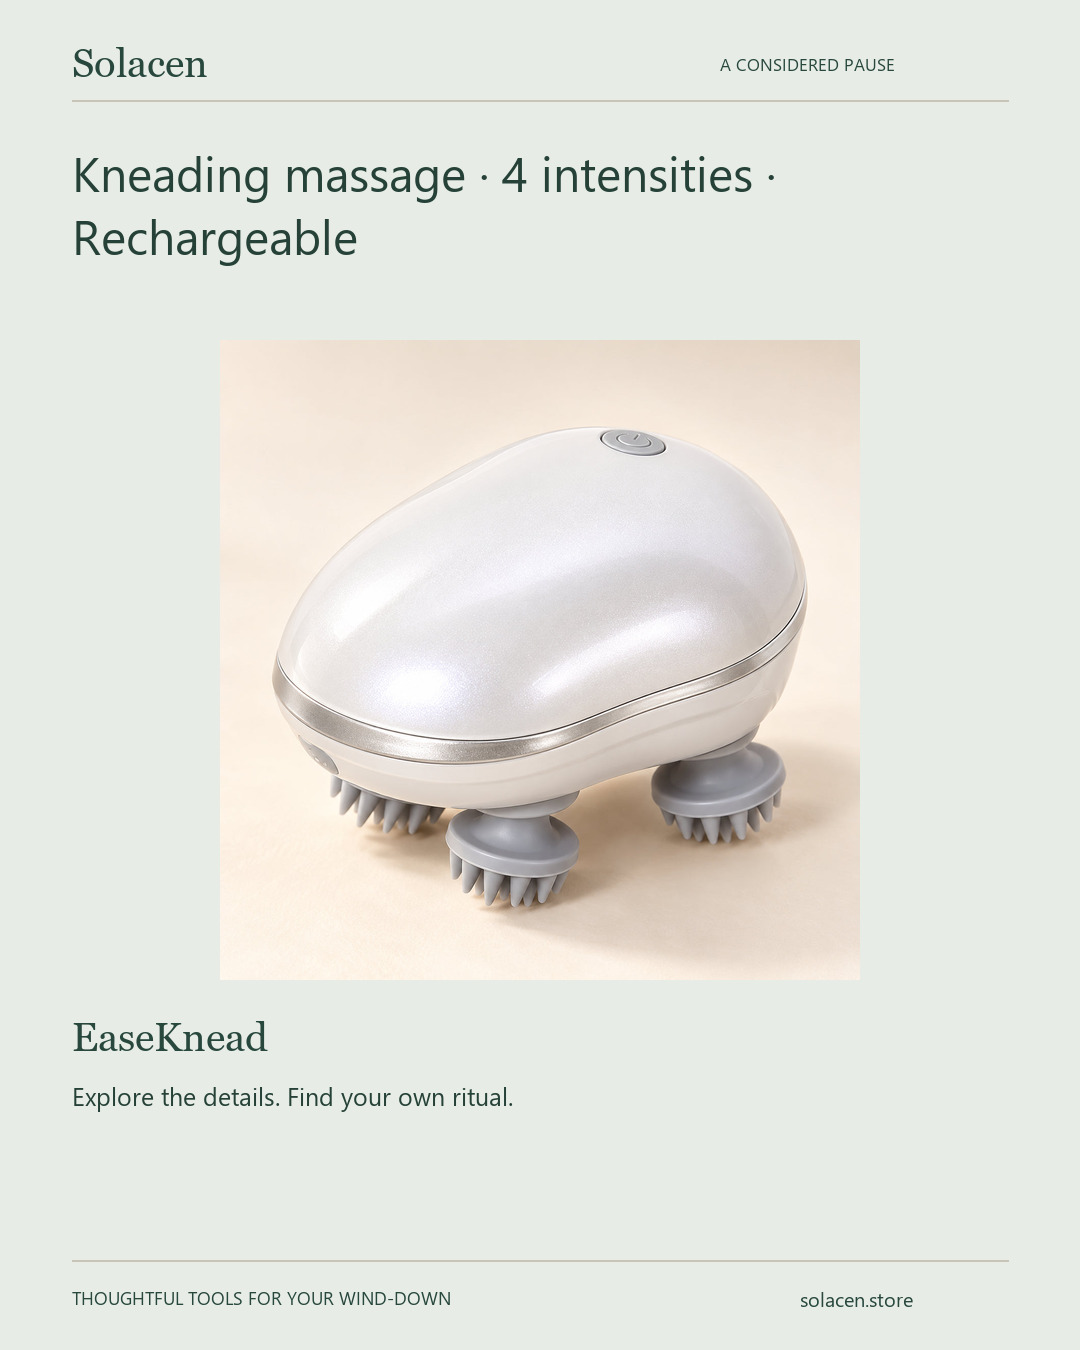 Solacen
A CONSIDERED PAUSE
Kneading massage · 4 intensities ·
Rechargeable
EaseKnead
Explore the details. Find your own ritual.
THOUGHTFUL TOOLS FOR YOUR WIND-DOWN
solacen.store